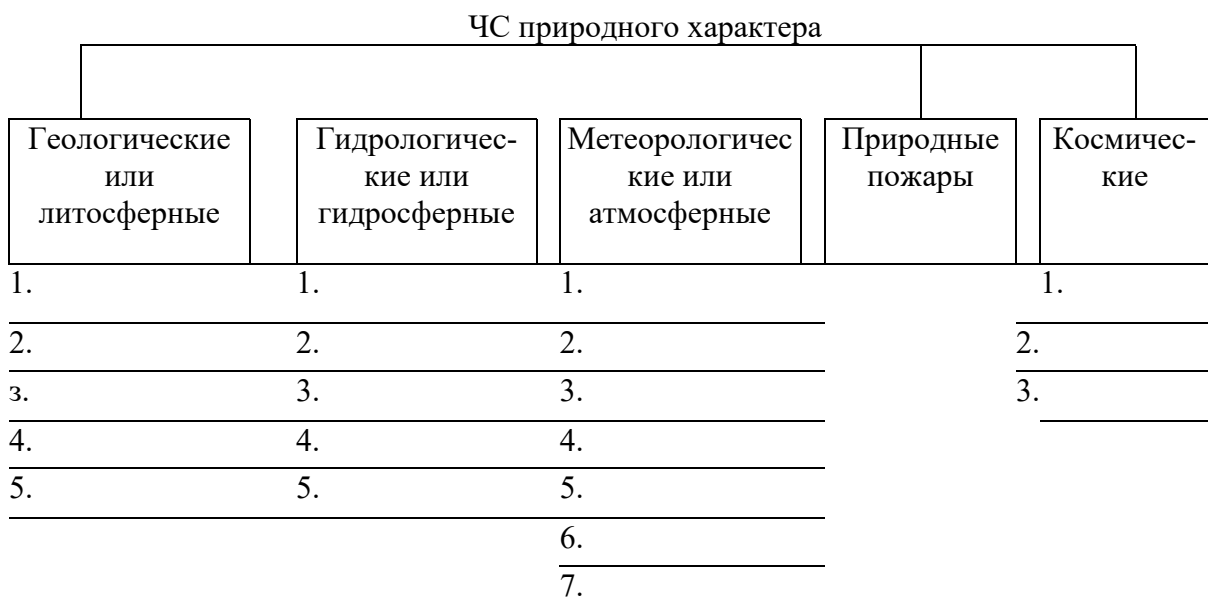 ЧС природного характера
Геологические
или
литосферные
Гидрологичес-
кие или
гидросферные
Метеорологичес
кие или
атмосферные
Природные
пожары
Космичес-
кие
1. 1. 1. 1.
2. 2. 2. 2.
з. 3. 3. 3.
4. 4. 4.
5. 5. 5.
6.
7.